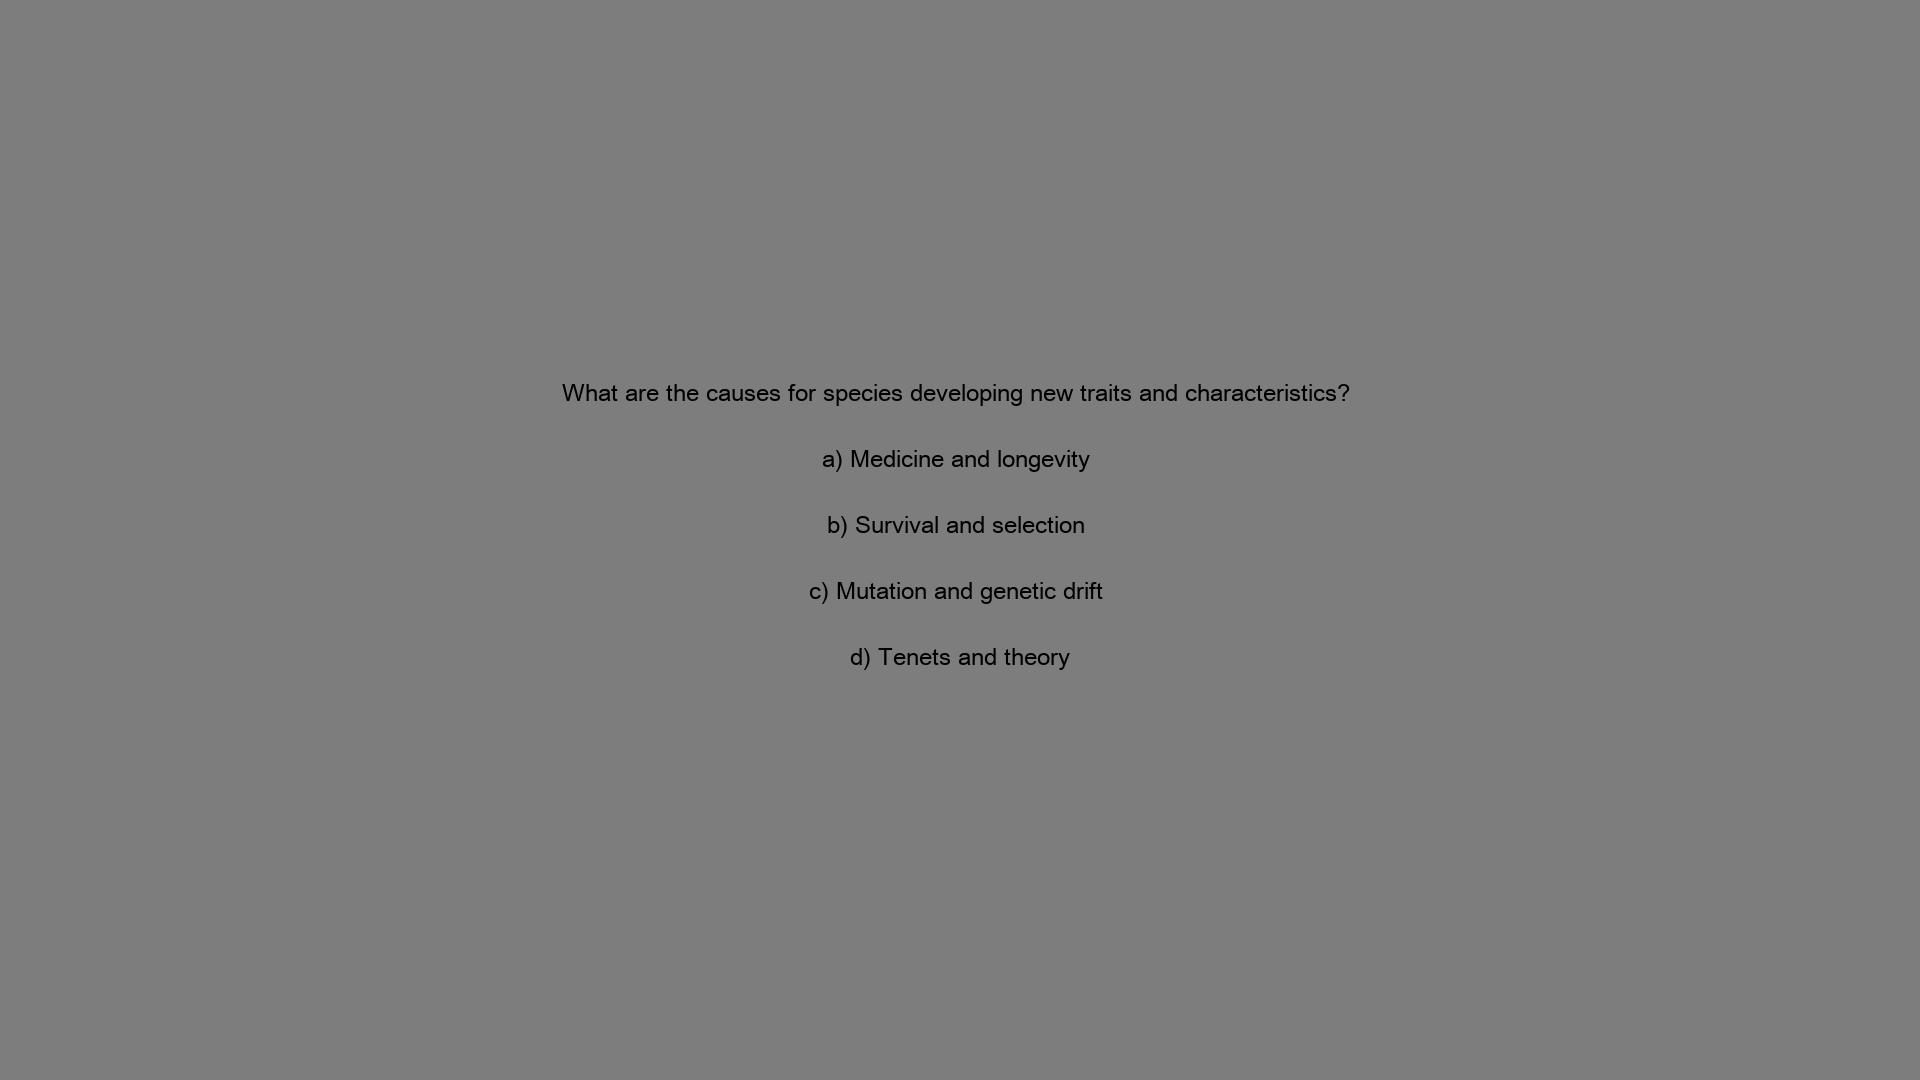 What are the causes for species developing new traits and characteristics?
a) Medicine and longevity
b) Survival and selection
c) Mutation and genetic drift
d) Tenets and theory